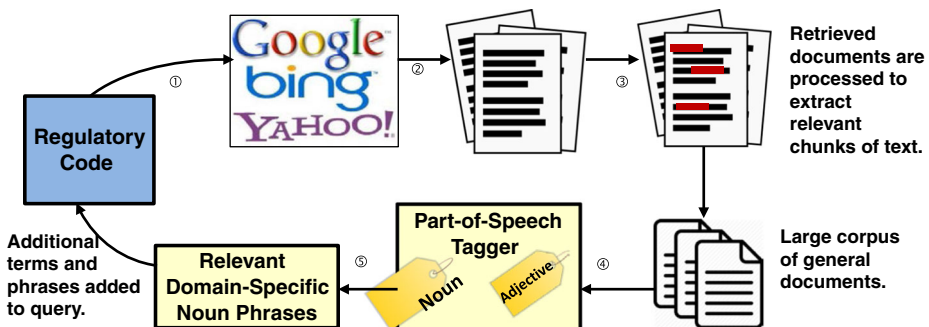 Google
bing
YAHOO!
①
②
③
Retrieved
documents are
processed to
extract
relevant
chunks of text.
Regulatory
Code
Additional
terms and
phrases added
to query.
Relevant
Domain-Specific
Noun Phrases
⑤
Part-of-Speech
Tagger
Noun
Adjective
④
Large corpus
of general
documents.